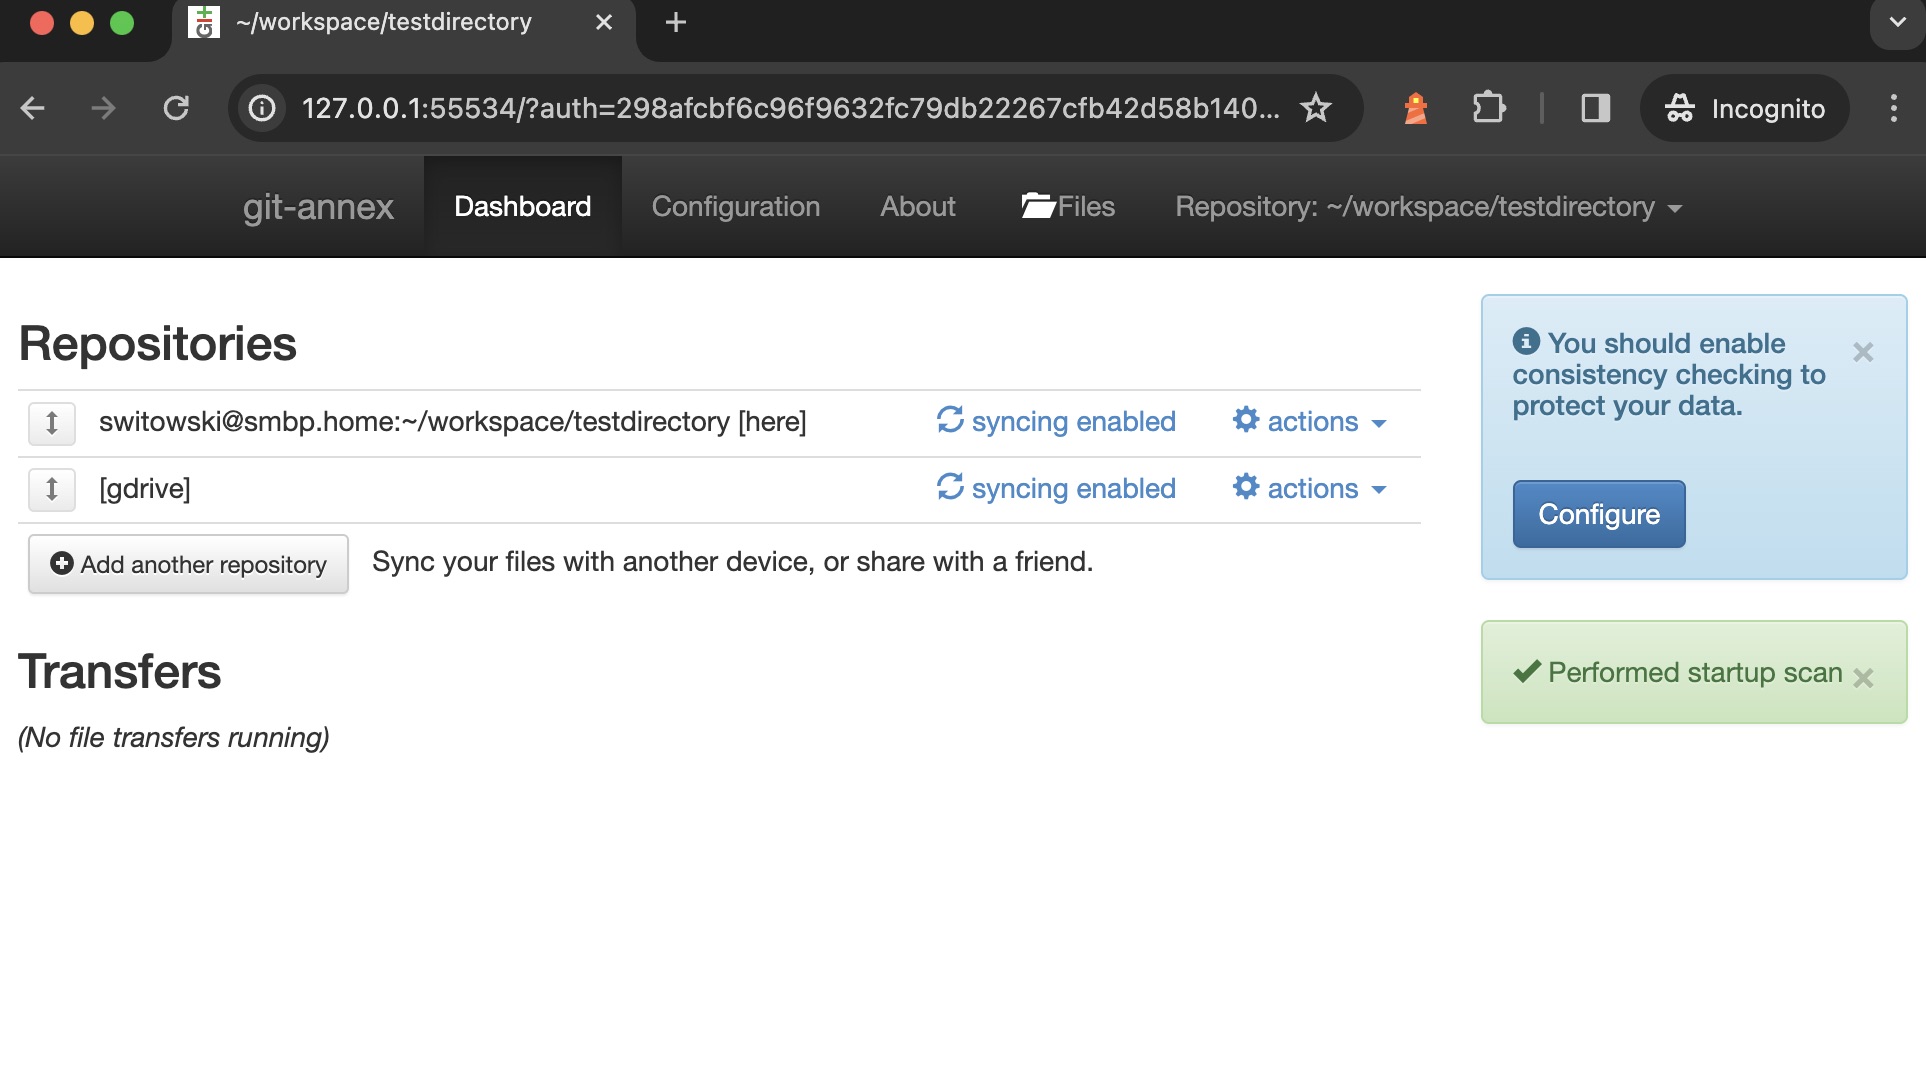 ~/workspace/testdirectory
127.0.0.1:55534/?auth=298afcbf6c96f9632fc79db22267cfb42d58b140...
Incognito
git-annex
Dashboard
Configuration
About
Files
Repository: ~/workspace/testdirectory
Repositories
switowski@smbp.home:~/workspace/testdirectory [here]
syncing enabled
actions
[gdrive]
syncing enabled
actions
Add another repository
Sync your files with another device, or share with a friend.
Transfers
(No file transfers running)
You should enable
consistency checking to
protect your data.
Configure
Performed startup scan